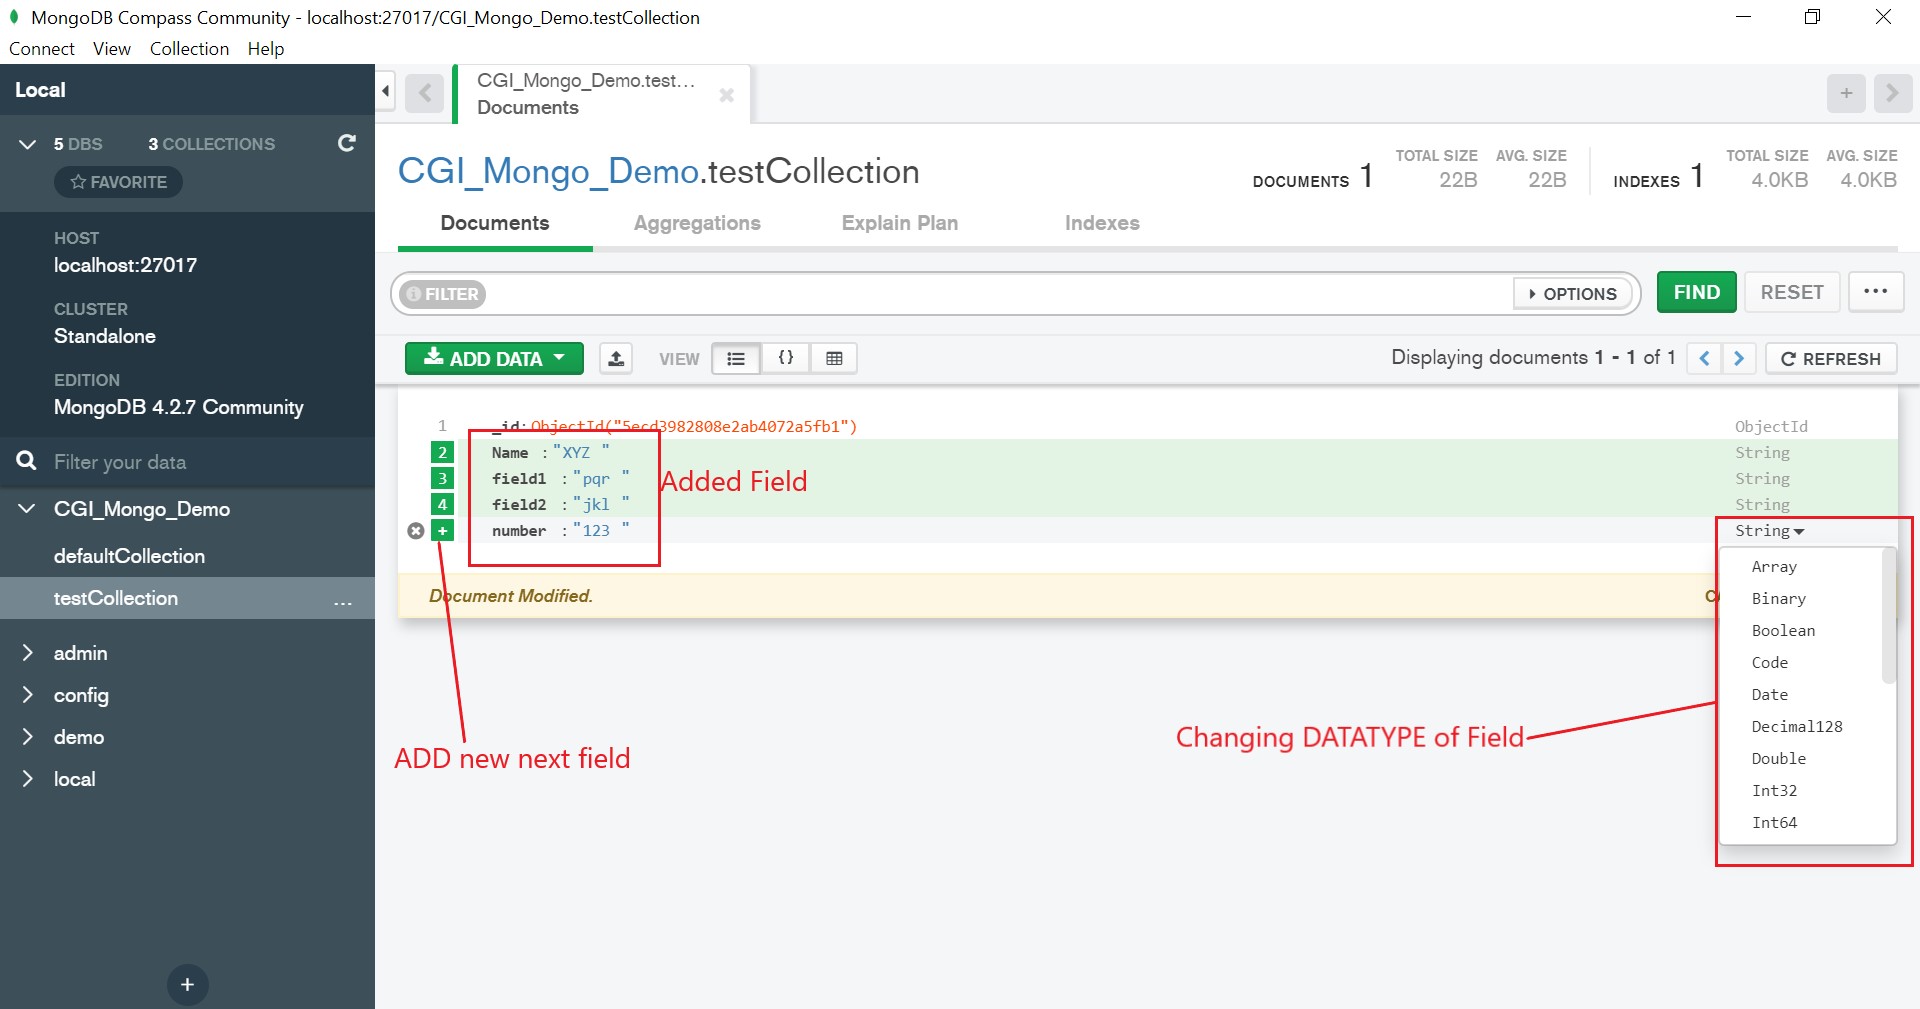 MongoDB Compass Community - localhost:27017/CGI_Mongo_Demo.testCollection
Connect View Collection Help
Local
5 DBS 3 COLLECTIONS
FAVORITE
HOST
localhost:27017
CLUSTER
Standalone
EDITION
MongoDB 4.2.7 Community
Filter your data
CGI_Mongo_Demo
defaultCollection
testCollection ...
admin
config
demo
local
+
CGI_Mongo_Demo.test...
Documents
+
CGI_Mongo_Demo.testCollection
DOCUMENTS 1 TOTAL SIZE 22B AVG. SIZE 22B
INDEXES 1 TOTAL SIZE 4.0KB AVG. SIZE 4.0KB
Documents Aggregations Explain Plan Indexes
FILTER OPTIONS FIND RESET ...
ADD DATA VIEW {} Displaying documents 1 - 1 of 1 REFRESH
1 _id: ObjectId("5ecd3982808e2ab4072a5fb1") ObjectId
2 Name : "XYZ " String
3 field1 : "pqr " String
4 field2 : "jkl " String
+ number : "123 " String
Added Field
Document Modified.
Array
Binary
Boolean
Code
Date
Decimal128
Double
Int32
Int64
ADD new next field
Changing DATATYPE of Field